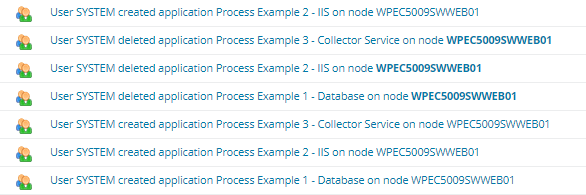 User SYSTEM created application Process Example 2 - IIS on node WPEC5009SWWEB01
User SYSTEM deleted application Process Example 3 - Collector Service on node WPEC5009SWWEB01
User SYSTEM deleted application Process Example 2 - IIS on node WPEC5009SWWEB01
User SYSTEM deleted application Process Example 1 - Database on node WPEC5009SWWEB01
User SYSTEM created application Process Example 3 - Collector Service on node WPEC5009SWWEB01
User SYSTEM created application Process Example 2 - IIS on node WPEC5009SWWEB01
User SYSTEM created application Process Example 1 - Database on node WPEC5009SWWEB01